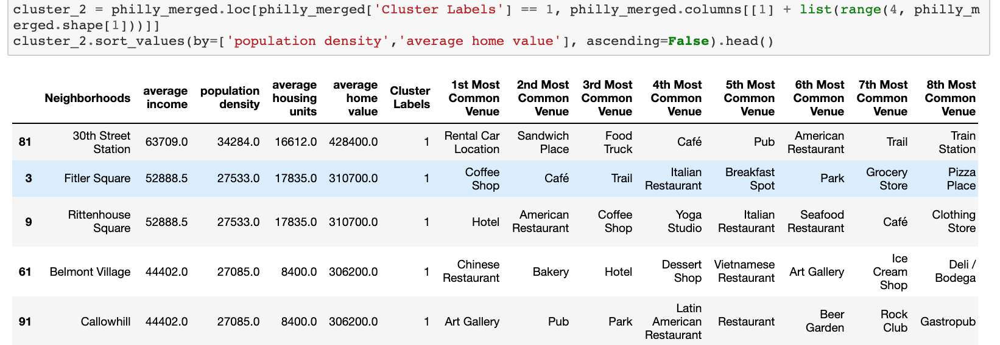 cluster_2 = philly_merged.loc[philly_merged['Cluster Labels'] == 1, philly_merged.columns[[1] + list(range(4, philly_m
erged.shape[1]))]]
cluster_2.sort_values(by=['population density','average home value'], ascending=False).head()
Neighborhoods average income population density average housing units average home value Cluster Labels 1st Most Common Venue 2nd Most Common Venue 3rd Most Common Venue 4th Most Common Venue 5th Most Common Venue 6th Most Common Venue 7th Most Common Venue 8th Most Common Venue
81 30th Street Station 63709.0 34284.0 16612.0 428400.0 1 Rental Car Location Sandwich Place Food Truck Café Pub American Restaurant Trail Train Station
3 Fitler Square 52888.5 27533.0 17835.0 310700.0 1 Coffee Shop Café Trail Italian Restaurant Breakfast Spot Park Grocery Store Pizza Place
9 Rittenhouse Square 52888.5 27533.0 17835.0 310700.0 1 Hotel American Restaurant Coffee Shop Yoga Studio Italian Restaurant Seafood Restaurant Café Clothing Store
61 Belmont Village 44402.0 27085.0 8400.0 306200.0 1 Chinese Restaurant Bakery Hotel Dessert Shop Vietnamese Restaurant Art Gallery Ice Cream Shop Deli / Bodega
91 Callowhill 44402.0 27085.0 8400.0 306200.0 1 Art Gallery Pub Park Latin American Restaurant Restaurant Beer Garden Rock Club Gastropub